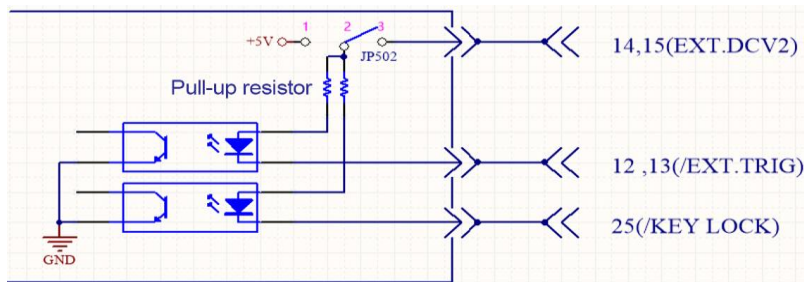 1
2
3
+5V
JP502
14,15(EXT.DCV2)
Pull-up resistor
12 ,13(/EXT.TRIG)
25(/KEY LOCK)
GND